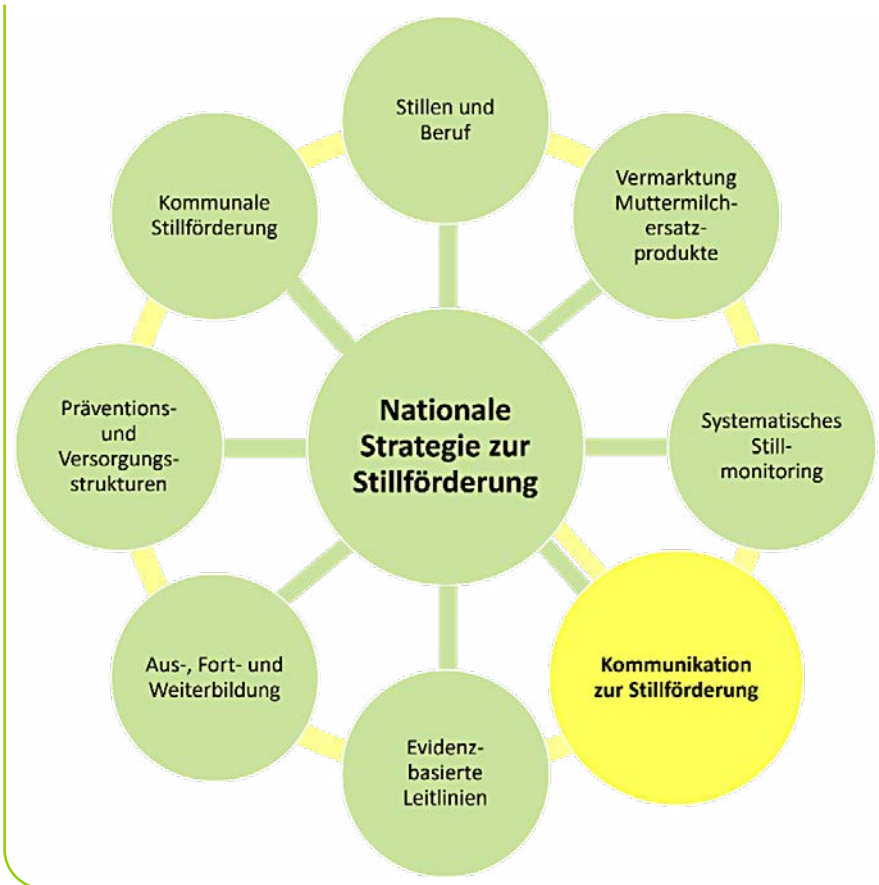 Stillen und
Beruf
Vermarktung
Muttermilch-
ersatz-
produkte
Systematisches
Still-
monitoring
Kommunikation
zur Stillförderung
Evidenz-
basierte
Leitlinien
Aus-, Fort- und
Weiterbildung
Präventions-
und
Versorgungs-
strukturen
Kommunale
Stillförderung
Nationale
Strategie zur
Stillförderung